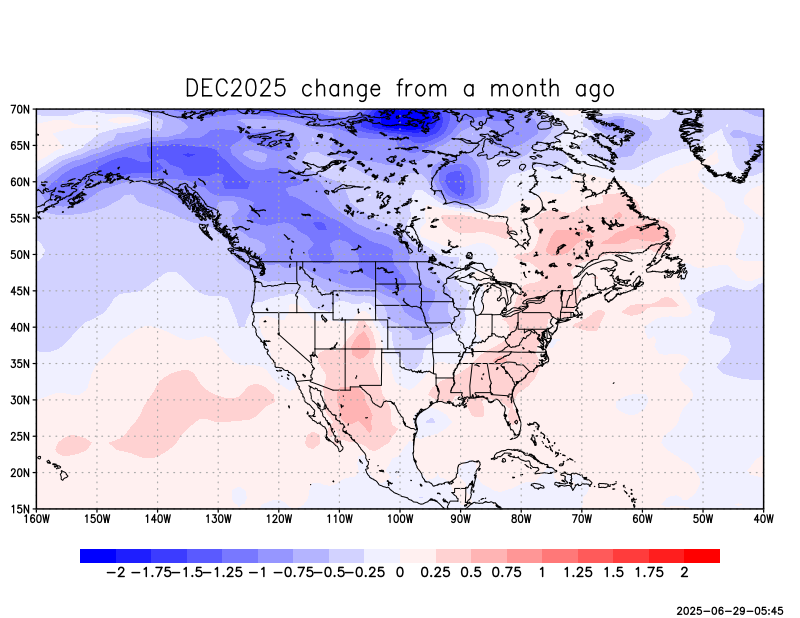 DEC2025 change from a month ago
70N
65N
60N
55N
50N
45N
40N
35N
30N
25N
20N
15N
160W 150W 140W 130W 120W 110W 100W 90W 80W 70W 60W 50W 40W
−2 −1.75 −1.5 −1.25 −1 −0.75 −0.5 −0.25 0 0.25 0.5 0.75 1 1.25 1.5 1.75 2
2025−06−29−05:45